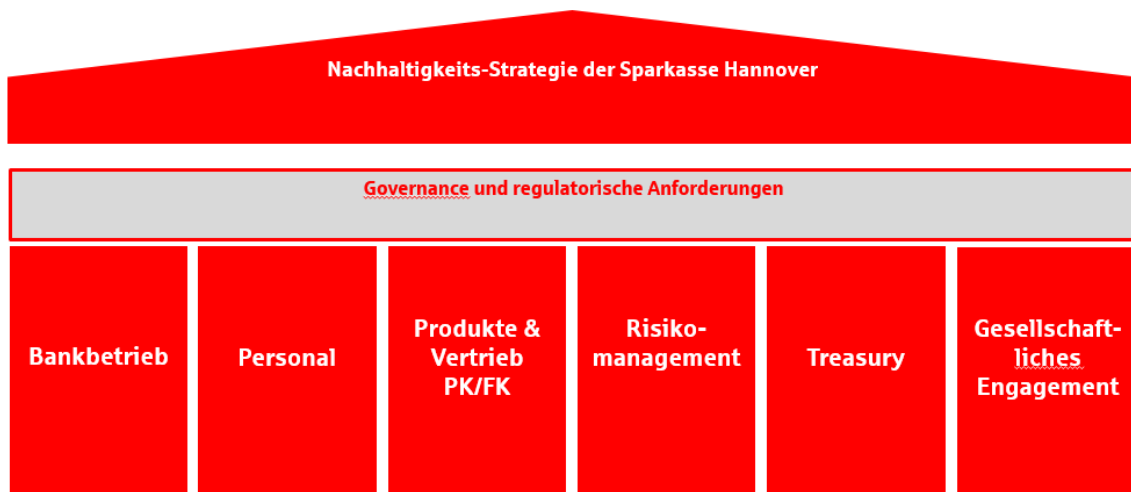 Nachhaltigkeits-Strategie der Sparkasse Hannover
Governance und regulatorische Anforderungen
Bankbetrieb
Personal
Produkte &
Vertrieb
PK/FK
Risiko-
management
Treasury
Gesellschaft-
liches
Engagement